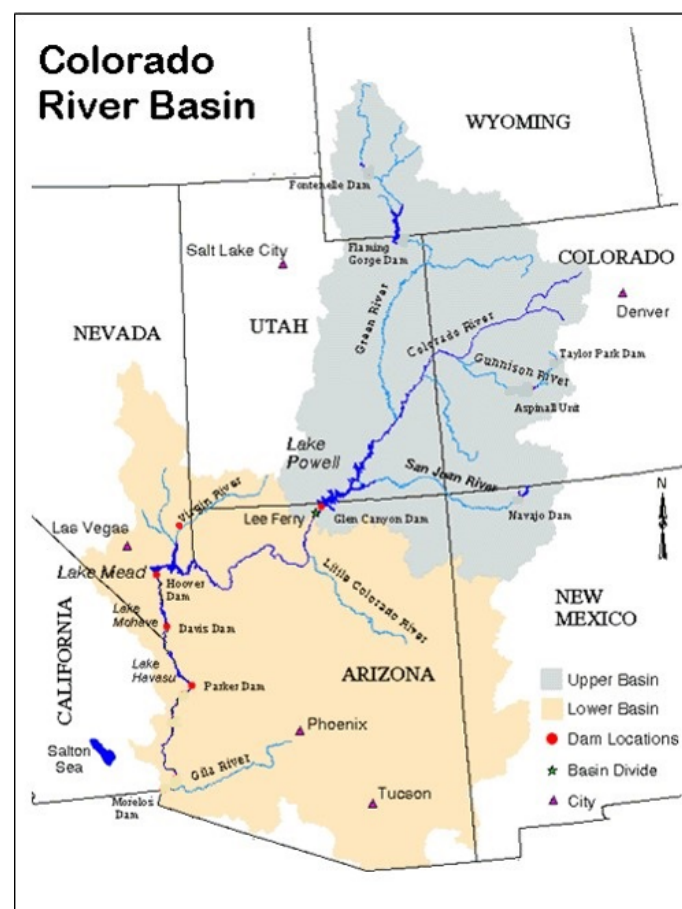 Colorado
River Basin
WYOMING
Fontenelle Dam
Flaming
Gorge Dam
Salt Lake City
COLORADO
Denver
NEVADA
UTAH
Green River
Colorado River
Gunnison River
Taylor Park Dam
Aspinall Unit
Lake
Powell
San Juan River
Navajo Dam
Virgin River
Lee Ferry
Glen Canyon Dam
N
Las Vegas
Lake Mead
Hoover
Dam
Little Colorado River
Lake
Mohave
Davis Dam
NEW
MEXICO
CALIFORNIA
Lake
Havasu
Parker Dam
ARIZONA
Upper Basin
Lower Basin
Dam Locations
Basin Divide
City
Phoenix
Salton
Sea
Gila River
Morelos
Dam
Tucson